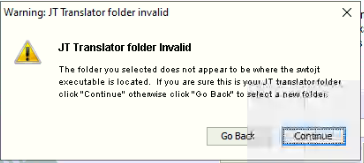 Warning: JT Translator folder invalid
JT Translator folder Invalid
The folder you selected does not appear to be where the swtojt
executable is located. If you are sure this is your JT translator folder
click "Continue" otherwise click "Go Back" to select a new folder.
Go Back Continue